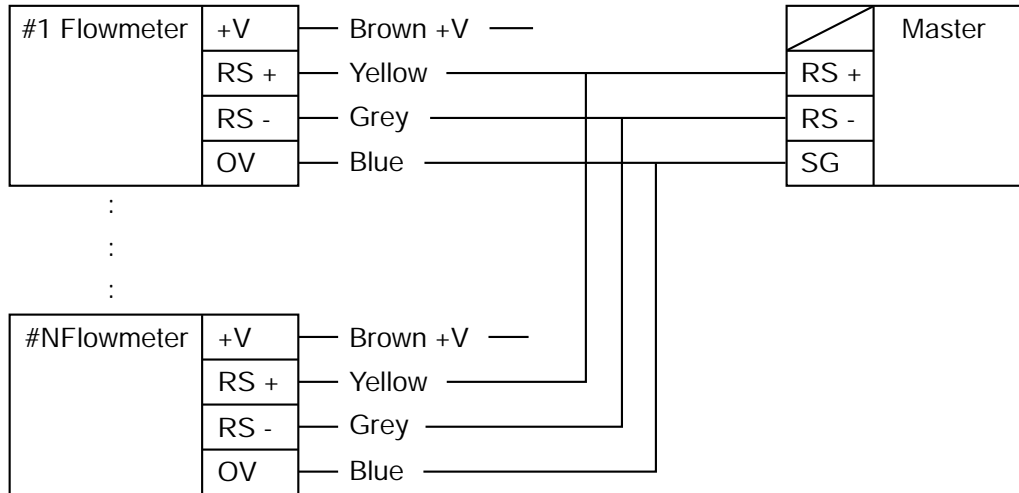 #1 Flowmeter +V Brown +V Master
RS + Yellow RS +
RS - Grey RS -
OV Blue SG
:
:
:
#NFlowmeter +V Brown +V
RS + Yellow
RS - Grey
OV Blue